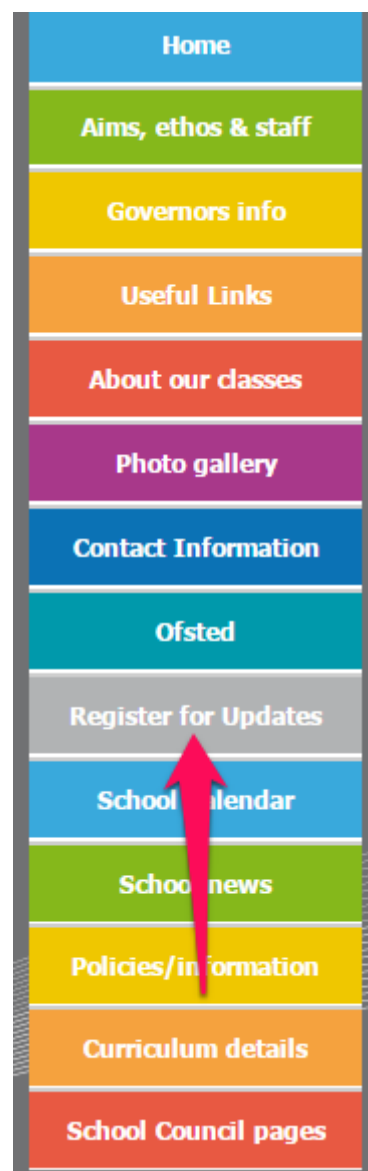 Home
Aims, ethos & staff
Governors info
Useful Links
About our classes
Photo gallery
Contact Information
Ofsted
Register for Updates
School Calendar
School news
Policies/information
Curriculum details
School Council pages